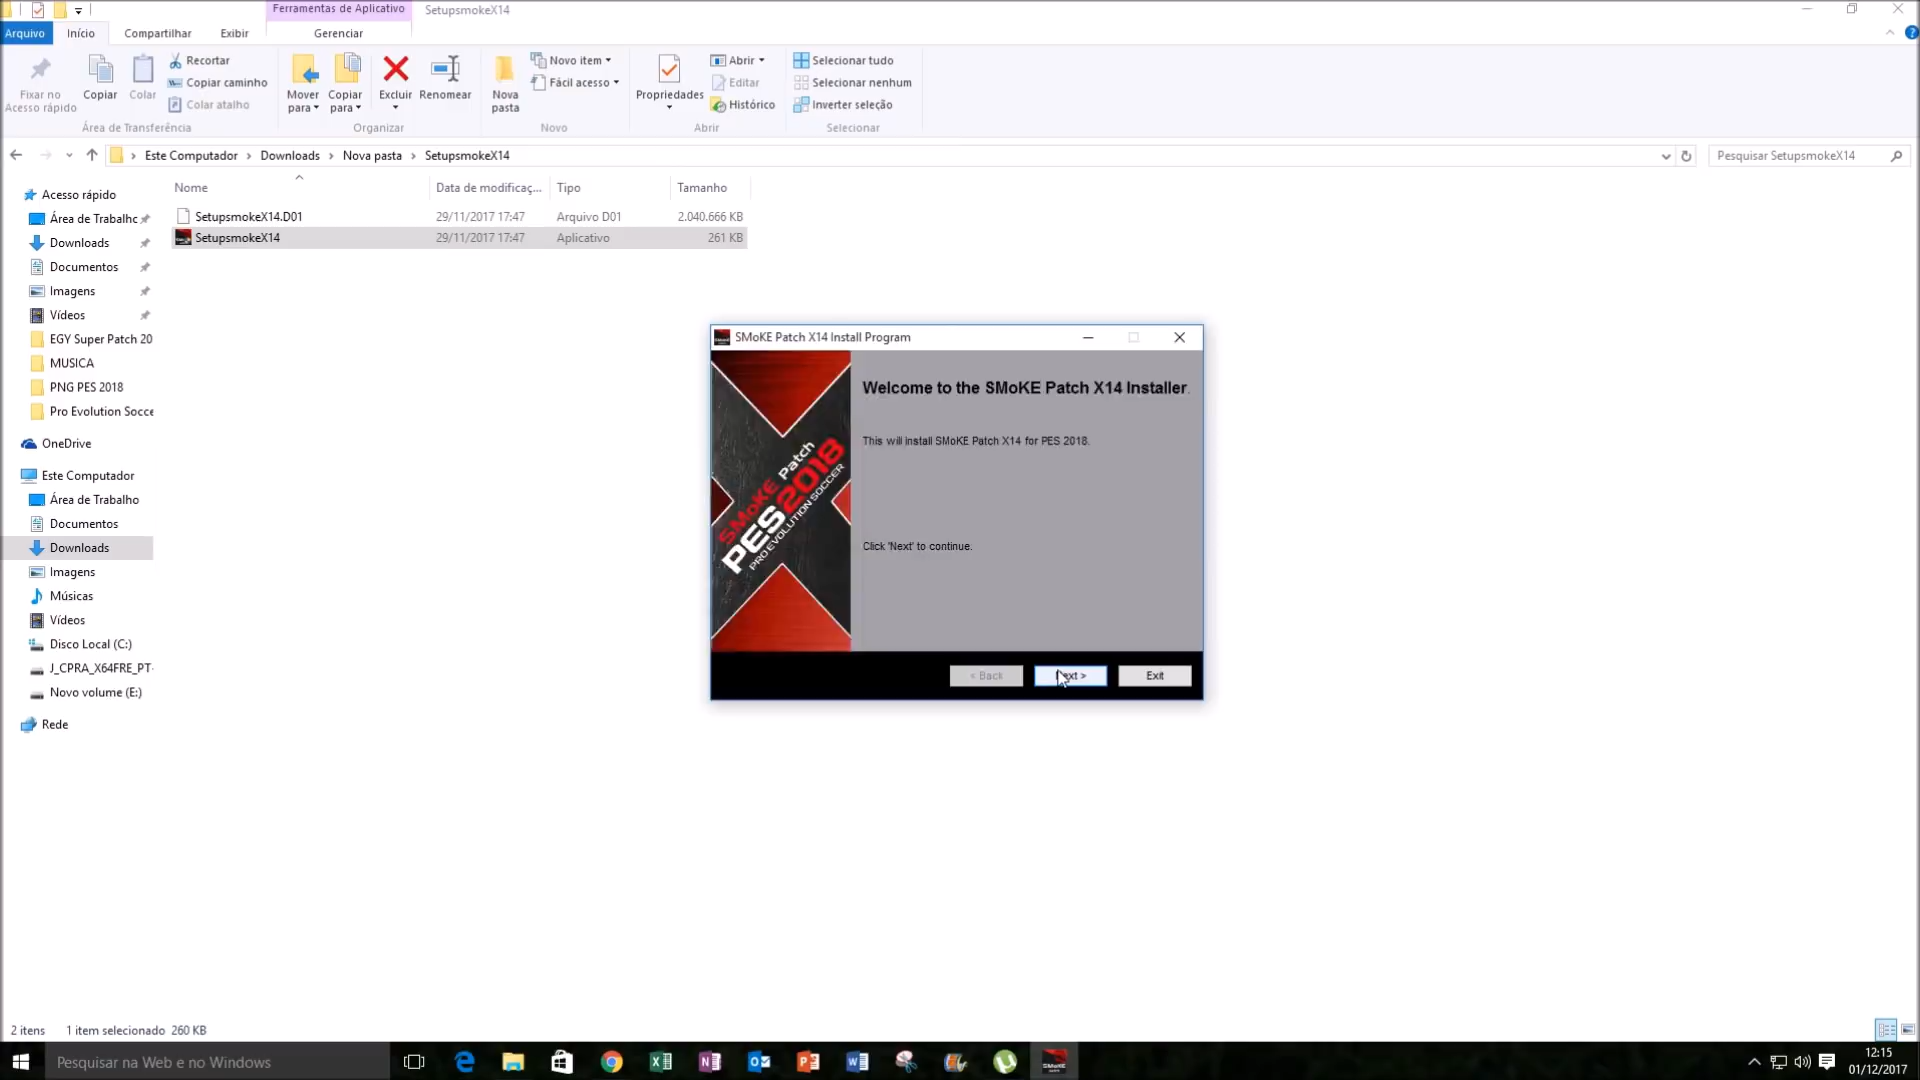 Ferramentas de Aplicativo
SetupsmokeX14
Arquivo
Início
Compartilhar
Exibir
Gerenciar
Fixar no
Acesso rápido
Copiar
Colar
Recortar
Copiar caminho
Colar atalho
Área de Transferência
Mover
para
Copiar
para
Excluir
Renomear
Organizar
Nova
pasta
Novo item
Fácil acesso
Novo
Propriedades
Abrir
Editar
Histórico
Abrir
Selecionar tudo
Selecionar nenhum
Inverter seleção
Selecionar
Este Computador > Downloads > Nova pasta > SetupsmokeX14
Pesquisar SetupsmokeX14
Nome
Data de modificaç...
Tipo
Tamanho
SetupsmokeX14.D01 29/11/2017 17:47 Arquivo D01 2.040.666 KB
SetupsmokeX14 29/11/2017 17:47 Aplicativo 261 KB
Acesso rápido
Área de Trabalhc
Downloads
Documentos
Imagens
Vídeos
EGY Super Patch 20
MUSICA
PNG PES 2018
Pro Evolution Socce
OneDrive
Este Computador
Área de Trabalho
Documentos
Downloads
Imagens
Músicas
Vídeos
Disco Local (C:)
J_CPRA_X64FRE_PT-
Novo volume (E:)
Rede
SMoKE Patch X14 Install Program
SMoKE Patch
PES2018
PRO EVOLUTION SOCCER
Welcome to the SMoKE Patch X14 Installer.
This will install SMoKE Patch X14 for PES 2018.
Click 'Next' to continue.
< Back
Exit
2 itens
1 item selecionado 260 KB
Pesquisar na Web e no Windows
SMoKE
12:15
01/12/2017